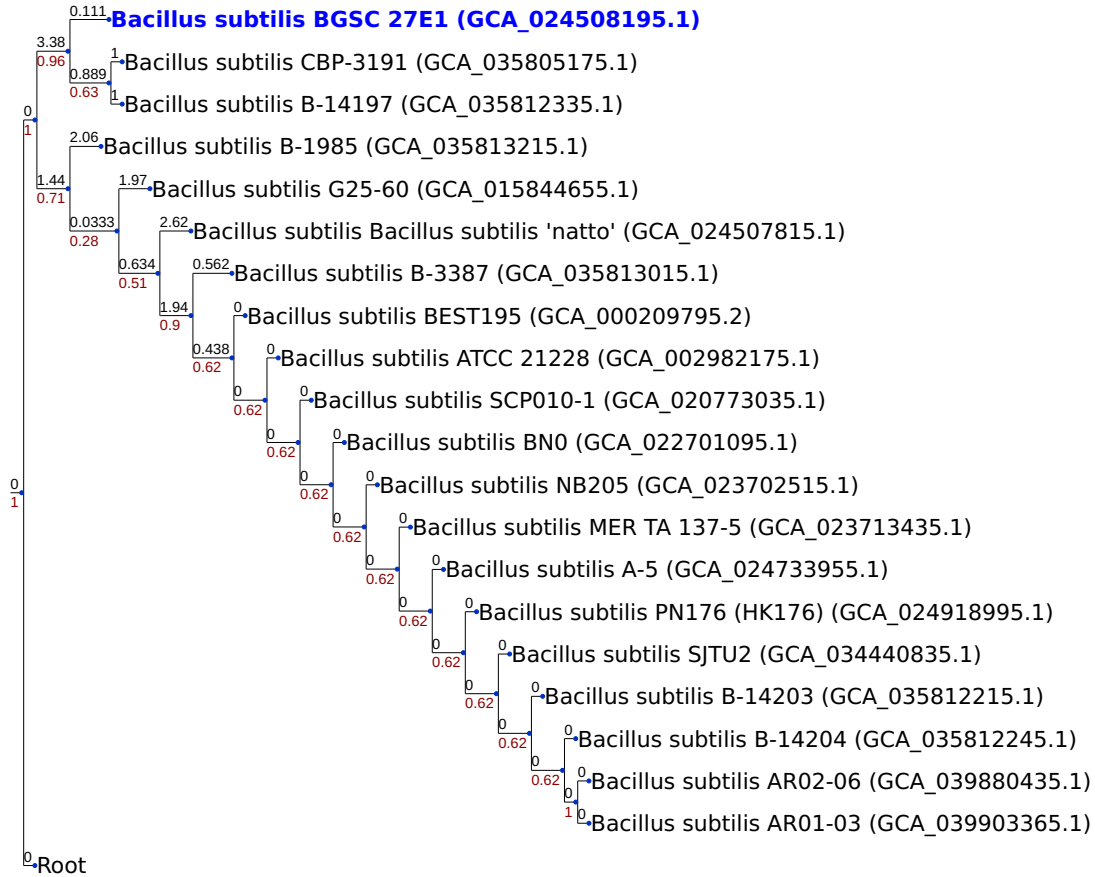 0.111 Bacillus subtilis BGSC 27E1 (GCA_024508195.1)
3.38
0.96
1 Bacillus subtilis CBP-3191 (GCA_035805175.1)
0.889
0.63
1 Bacillus subtilis B-14197 (GCA_035812335.1)
0
1
2.06 Bacillus subtilis B-1985 (GCA_035813215.1)
1.44
0.71
1.97 Bacillus subtilis G25-60 (GCA_015844655.1)
0.0333
0.28
2.62 Bacillus subtilis Bacillus subtilis 'natto' (GCA_024507815.1)
0.634
0.51
0.562 Bacillus subtilis B-3387 (GCA_035813015.1)
1.94
0.9
0 Bacillus subtilis BEST195 (GCA_000209795.2)
0.438
0.62
0 Bacillus subtilis ATCC 21228 (GCA_002982175.1)
0
0.62
0 Bacillus subtilis SCP010-1 (GCA_020773035.1)
0
0.62
0 Bacillus subtilis BN0 (GCA_022701095.1)
0
0.62
0 Bacillus subtilis NB205 (GCA_023702515.1)
0
1
0
0.62
0 Bacillus subtilis MER TA 137-5 (GCA_023713435.1)
0
0.62
0 Bacillus subtilis A-5 (GCA_024733955.1)
0
0.62
0 Bacillus subtilis PN176 (HK176) (GCA_024918995.1)
0
0.62
0 Bacillus subtilis SJTU2 (GCA_034440835.1)
0
0.62
0 Bacillus subtilis B-14203 (GCA_035812215.1)
0
0.62
0 Bacillus subtilis B-14204 (GCA_035812245.1)
0
0.62
0 Bacillus subtilis AR02-06 (GCA_039880435.1)
0
1
0 Bacillus subtilis AR01-03 (GCA_039903365.1)
0 Root